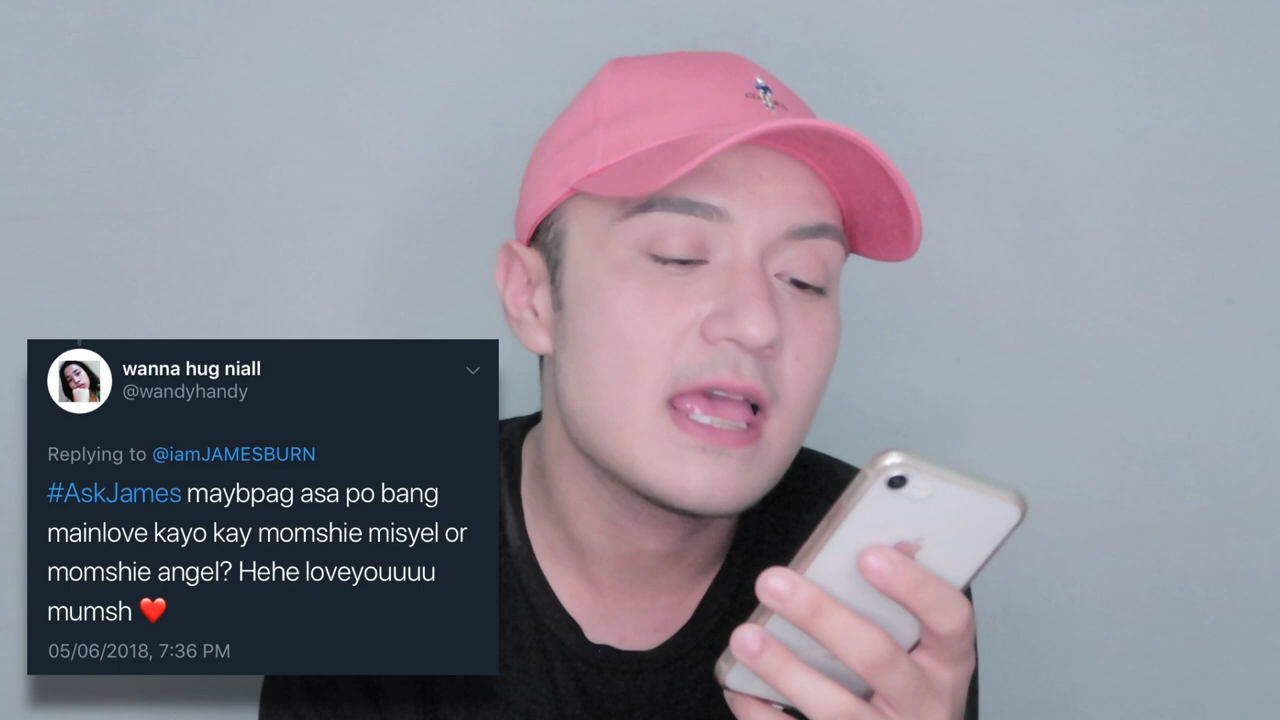 wanna hug niall
@wandyhandy
Replying to @iamJAMESBURN
#AskJames maybpag asa po bang
mainlove kayo kay momshie misyel or
momshie angel? Hehe loveyouuuu
mumsh ❤️
05/06/2018, 7:36 PM